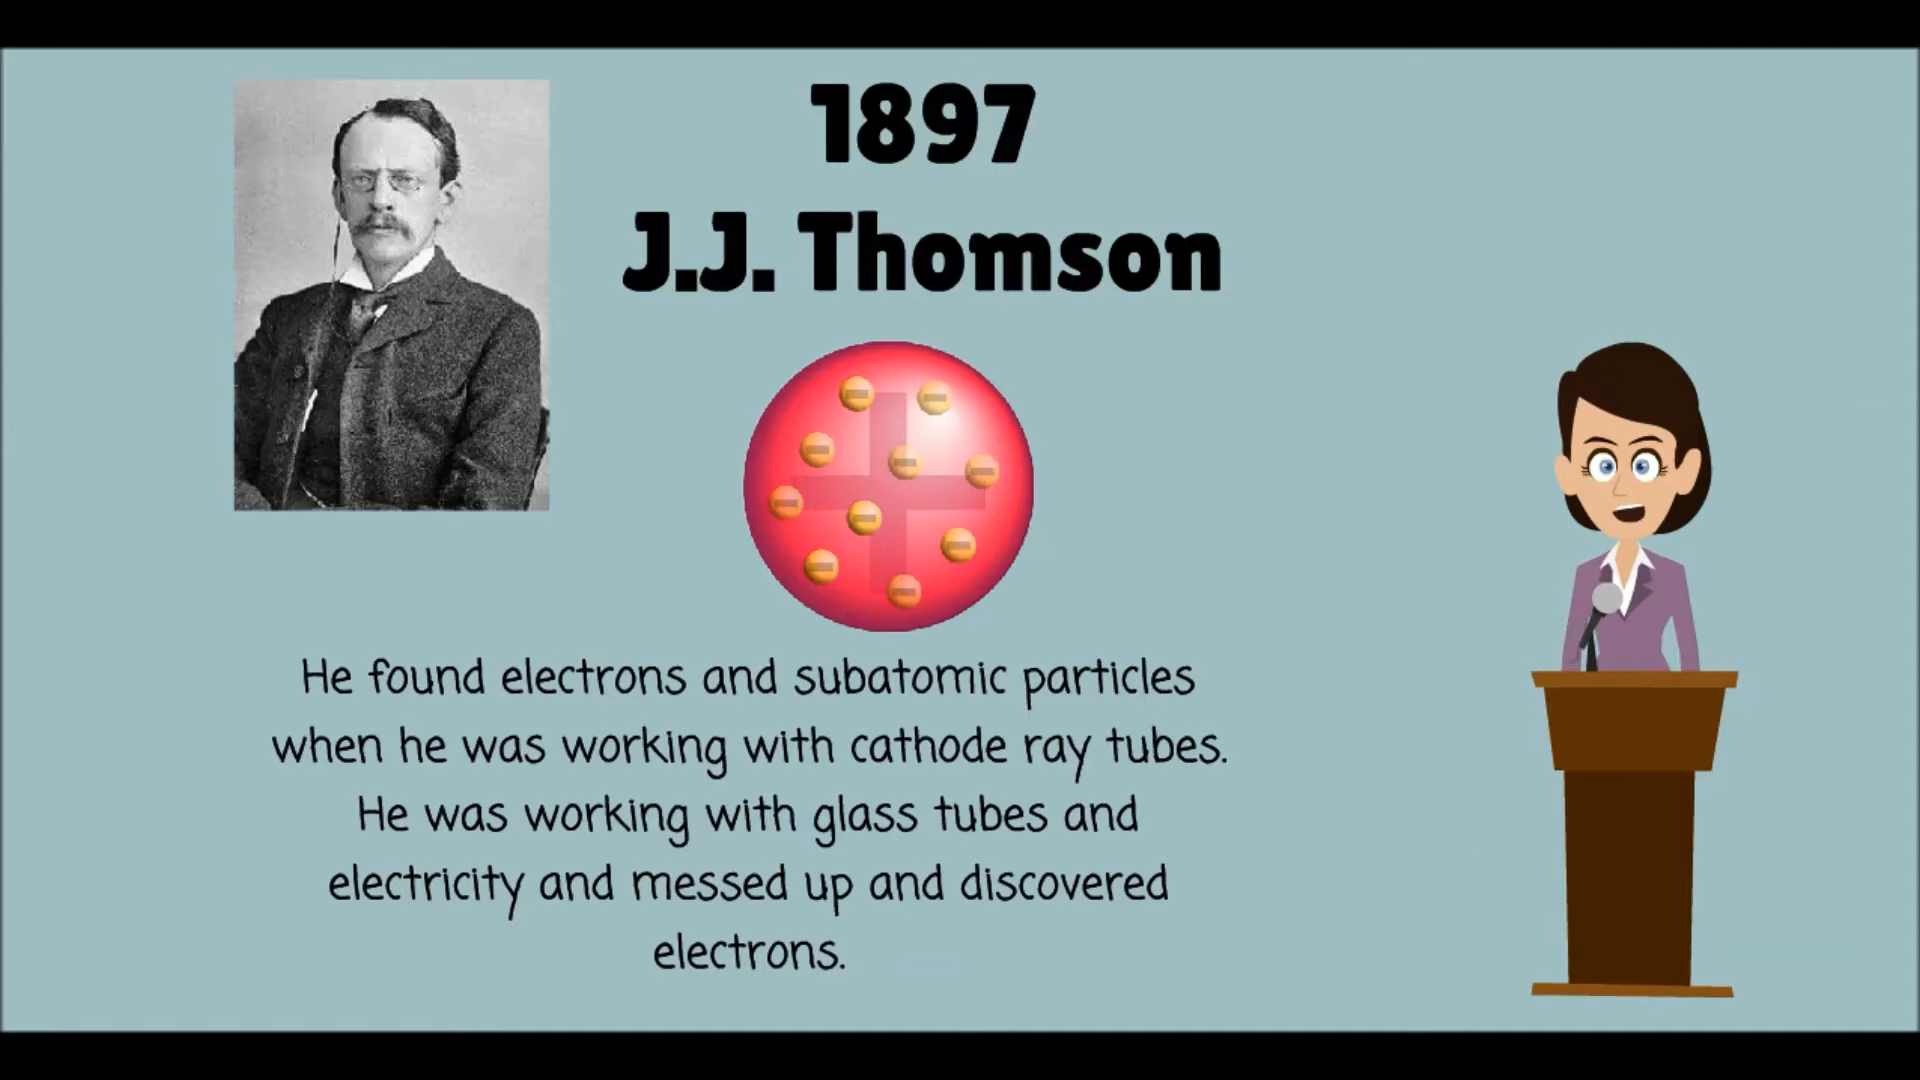 1897
J.J. Thomson
He found electrons and subatomic particles
when he was working with cathode ray tubes.
He was working with glass tubes and
electricity and messed up and discovered
electrons.